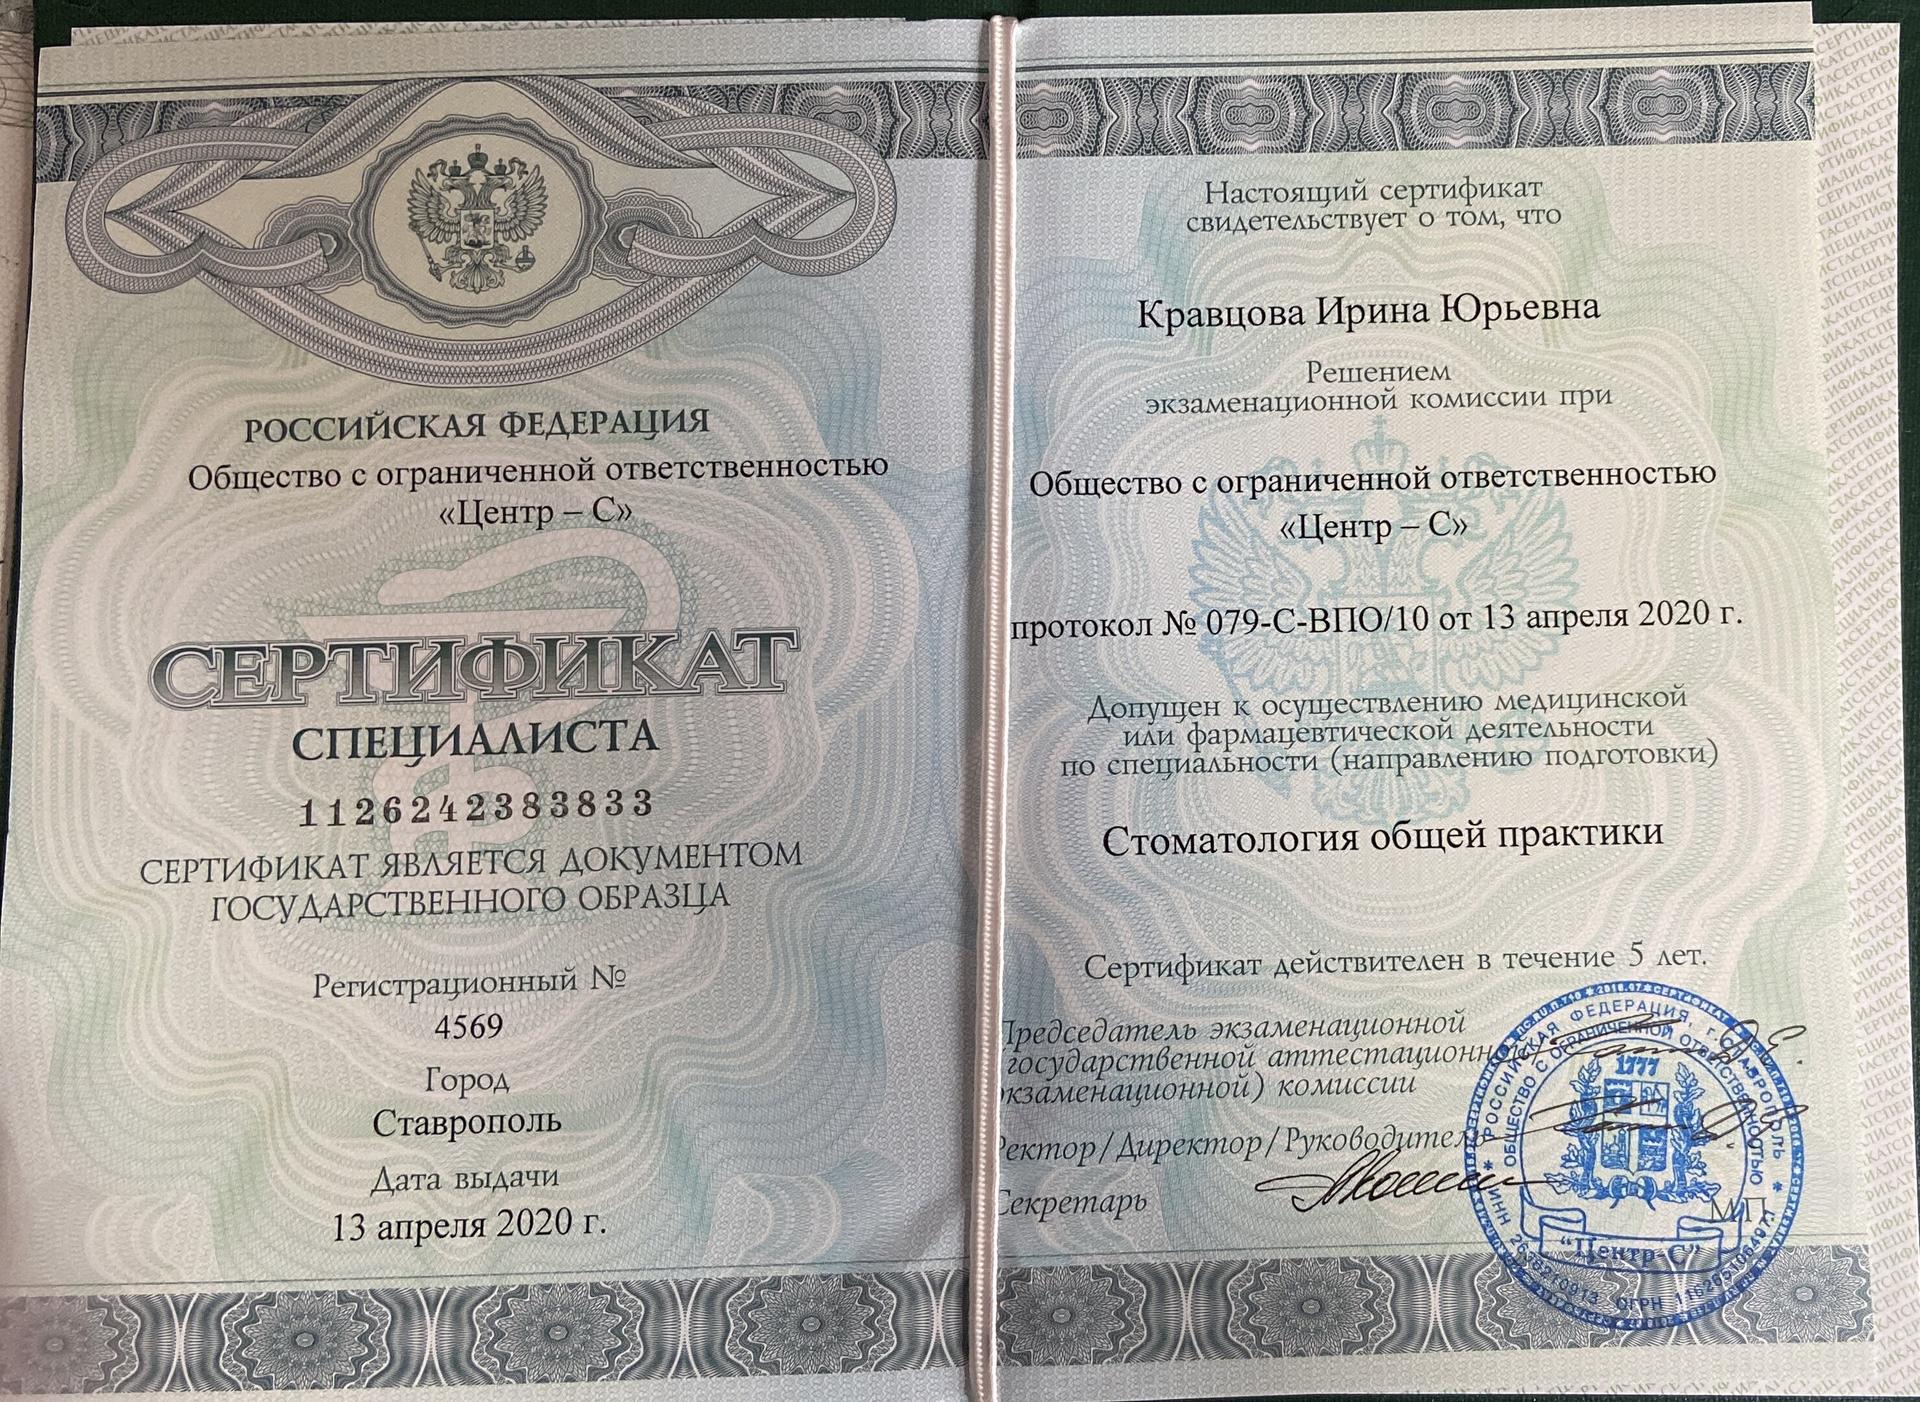 РОССИЙСКАЯ ФЕДЕРАЦИЯ
Общество с ограниченной ответственностью
«Центр – С»
СЕРТИФИКАТ
СПЕЦИАЛИСТА
1126242383833
СЕРТИФИКАТ ЯВЛЯЕТСЯ ДОКУМЕНТОМ
ГОСУДАРСТВЕННОГО ОБРАЗЦА
Регистрационный №
4569
Город
Ставрополь
Дата выдачи
13 апреля 2020 г.
Настоящий сертификат
свидетельствует о том, что
Кравцова Ирина Юрьевна
Решением
экзаменационной комиссии при
Общество с ограниченной ответственностью
«Центр – С»
протокол № 079-С-ВПО/10 от 13 апреля 2020 г.
Допущен к осуществлению медицинской
или фармацевтической деятельности
по специальности (направлению подготовки)
Стоматология общей практики
Сертификат действителен в течение 5 лет.
Председатель экзаменационной
государственной аттестационной
экзаменационной) комиссии
Ректор/Директор/Руководитель
Секретарь
М.П.
РОССИЙСКАЯ ФЕДЕРАЦИЯ, г. СТАВРОПОЛЬ
ОБЩЕСТВО С ОГРАНИЧЕННОЙ ОТВЕТСТВЕННОСТЬЮ
1777
"Центр-С"
ИНН ОГРН